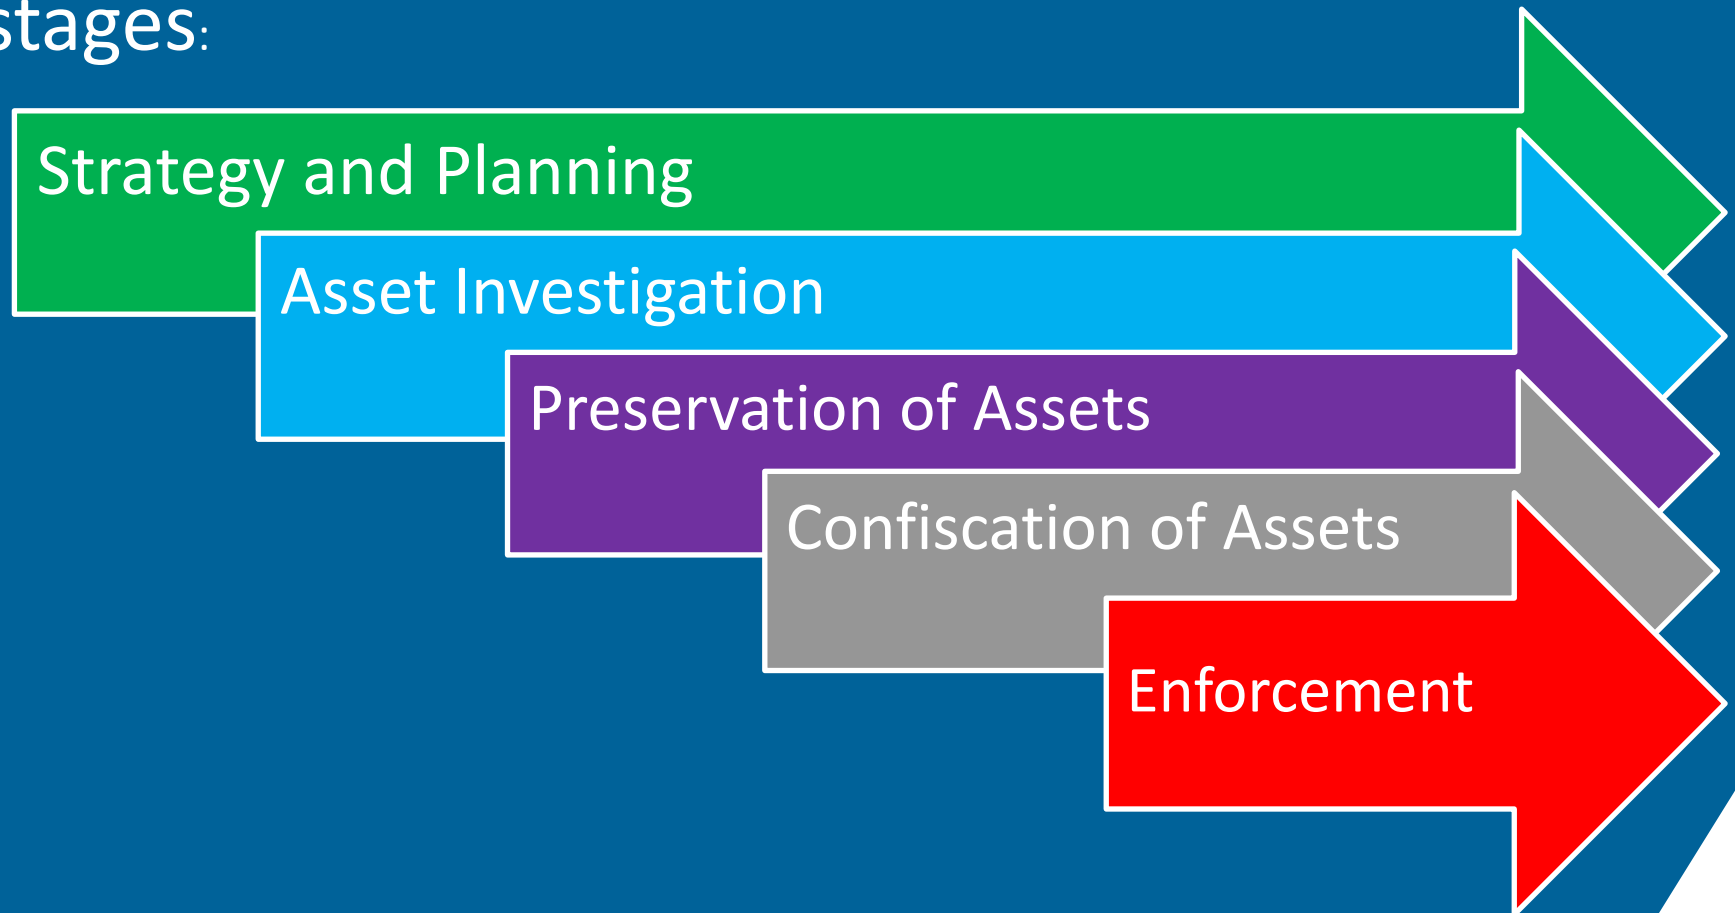 stages:
Strategy and Planning
Asset Investigation
Preservation of Assets
Confiscation of Assets
Enforcement